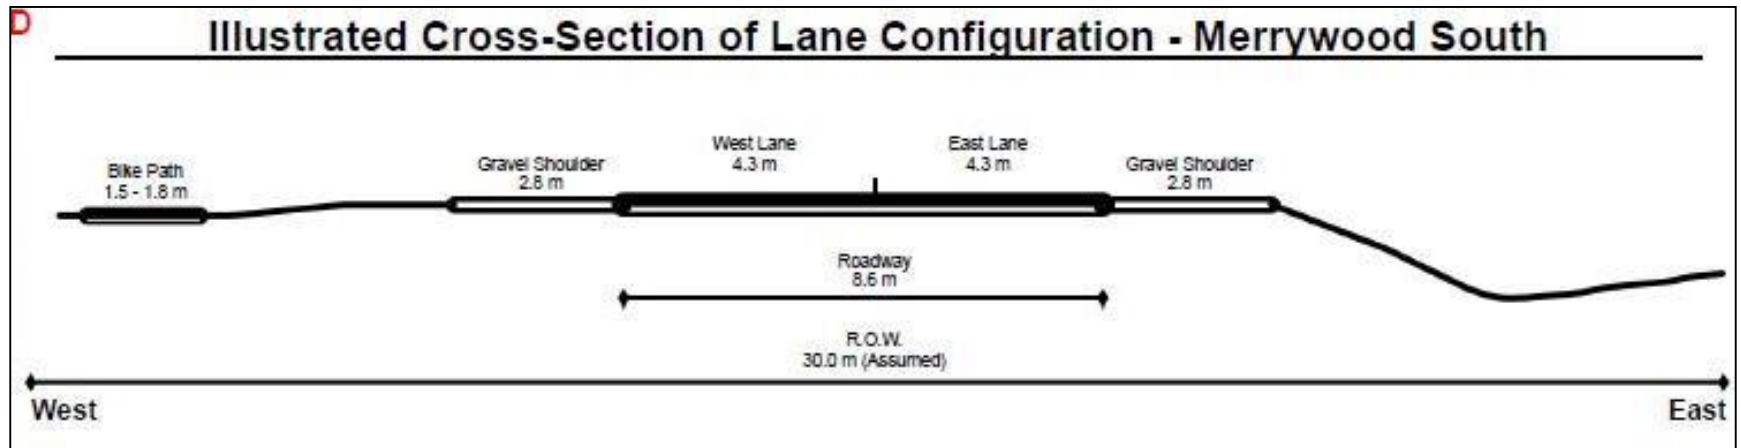 D
Illustrated Cross-Section of Lane Configuration - Merrywood South
West Lane
4.3 m
East Lane
4.3 m
Bike Path
1.5 - 1.8 m
Gravel Shoulder
2.8 m
Gravel Shoulder
2.8 m
Roadway
8.6 m
R.O.W.
30.0 m (Assumed)
West
East